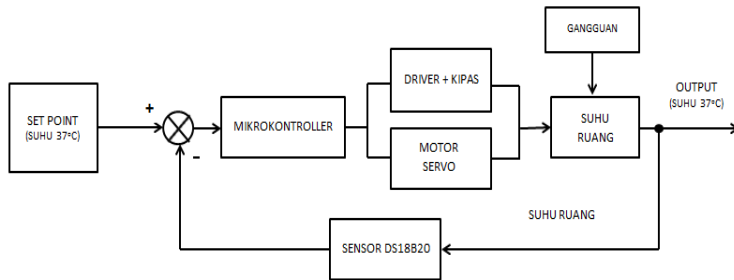 GANGGUAN
DRIVER + KIPAS
OUTPUT
(SUHU 37°C)
SET POINT
(SUHU 37°C)
+
MIKROKONTROLLER
SUHU
RUANG
−
MOTOR
SERVO
SUHU RUANG
SENSOR DS18B20